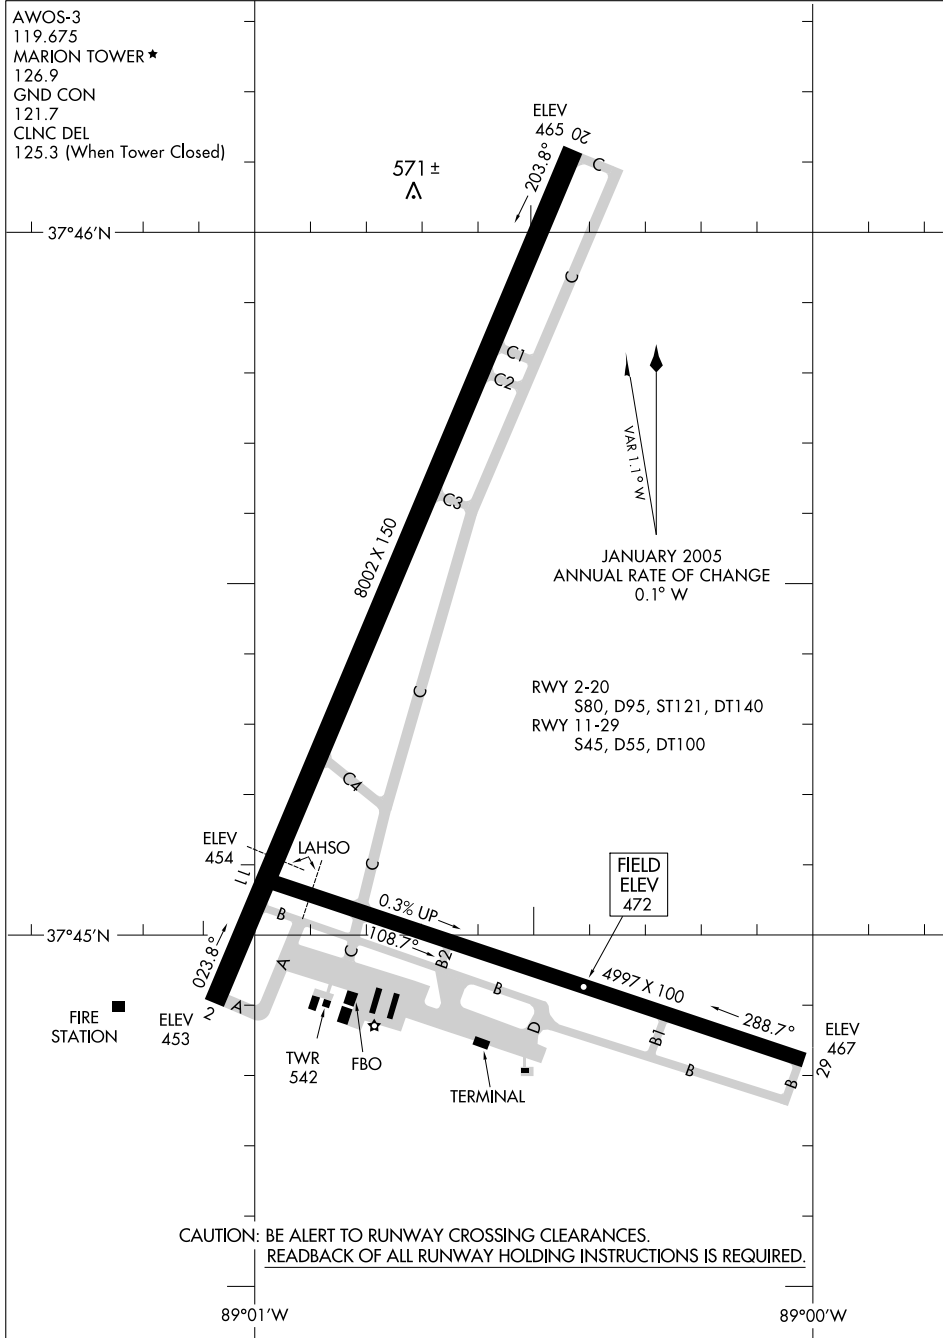 AWOS-3
119.675
MARION TOWER★
126.9
GND CON
121.7
CLNC DEL
125.3 (When Tower Closed)
ELEV
465
20
203.8°
571 ±
C
37°46'N
C
C1
C2
VAR 1.1° W
C3
8002 X 150
JANUARY 2005
ANNUAL RATE OF CHANGE
0.1° W
C
RWY 2-20
S80, D95, ST121, DT140
RWY 11-29
S45, D55, DT100
C4
ELEV
454
LAHSO
11
C
FIELD
ELEV
472
0.3% UP
B
37°45'N
108.7°
023.8°
C
B2
A
4997 X 100
B
A
2
288.7°
FIRE
STATION
ELEV
453
D
B1
ELEV
467
29
TWR
542
FBO
B
B
TERMINAL
CAUTION: BE ALERT TO RUNWAY CROSSING CLEARANCES.
READBACK OF ALL RUNWAY HOLDING INSTRUCTIONS IS REQUIRED.
89°01'W
89°00'W